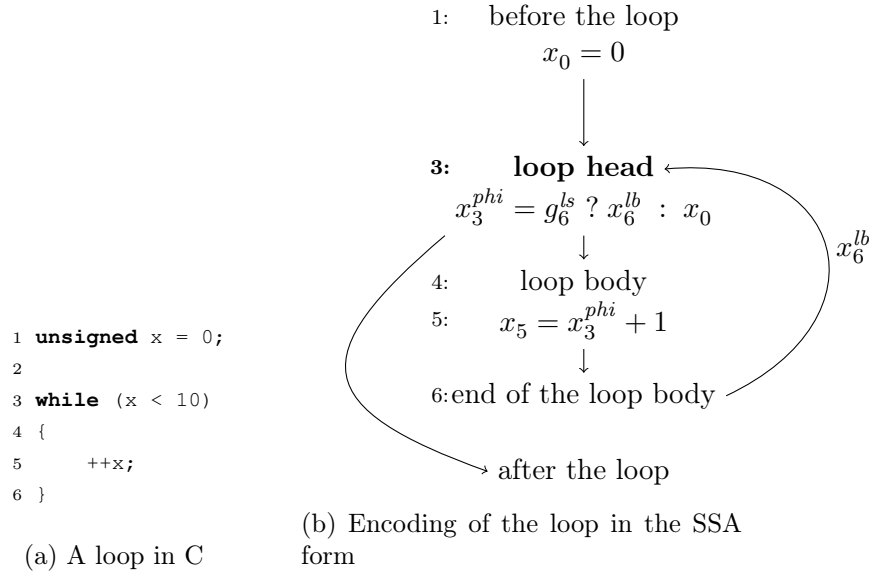 1: before the loop
x_0 = 0
3: loop head
x_3^{phi} = g_6^{ls} ? x_6^{lb} : x_0
x_6^{lb}
4: loop body
5: x_5 = x_3^{phi} + 1
6: end of the loop body
after the loop
(b) Encoding of the loop in the SSA
form
1 unsigned x = 0;
2
3 while (x < 10)
4 {
5 ++x;
6 }
(a) A loop in C